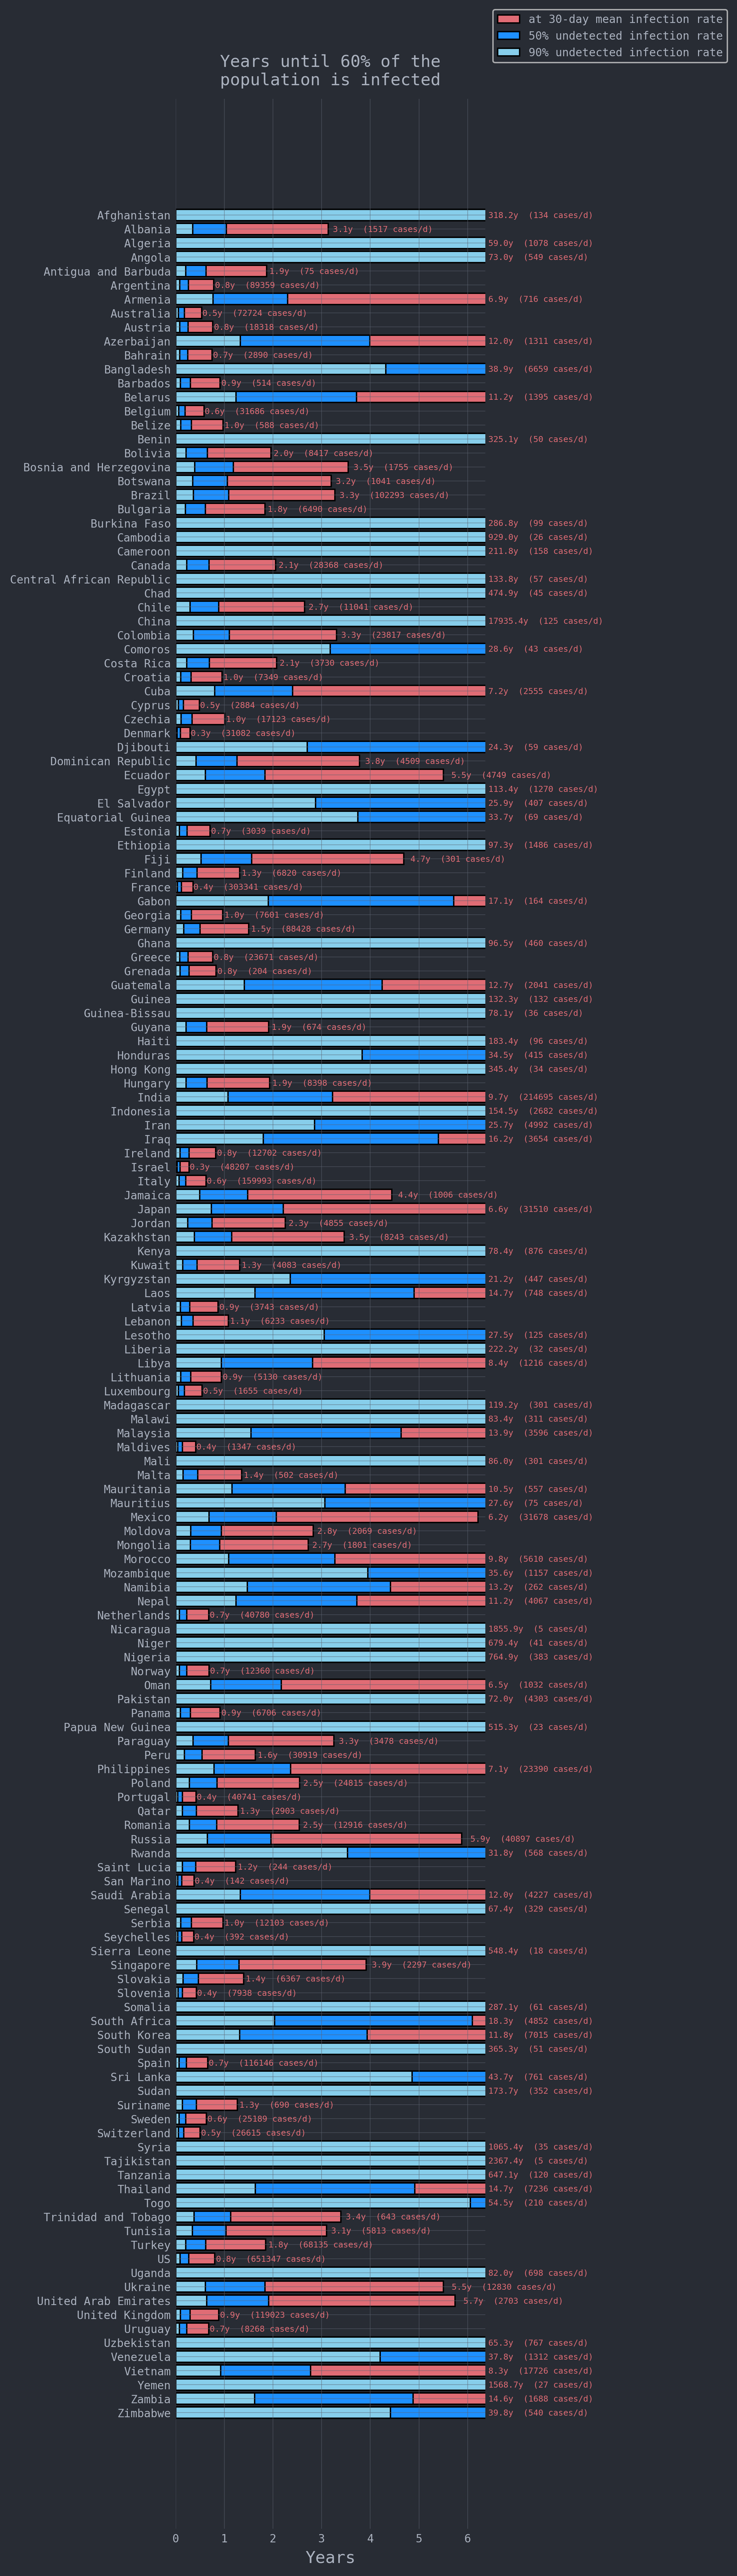 at 30-day mean infection rate
50% undetected infection rate
90% undetected infection rate
Years until 60% of the
population is infected
Afghanistan 318.2y (134 cases/d)
Albania 3.1y (1517 cases/d)
Algeria 59.0y (1078 cases/d)
Angola 73.0y (549 cases/d)
Antigua and Barbuda 1.9y (75 cases/d)
Argentina 0.8y (89359 cases/d)
Armenia 6.9y (716 cases/d)
Australia 0.5y (72724 cases/d)
Austria 0.8y (18318 cases/d)
Azerbaijan 12.0y (1311 cases/d)
Bahrain 0.7y (2890 cases/d)
Bangladesh 38.9y (6659 cases/d)
Barbados 0.9y (514 cases/d)
Belarus 11.2y (1395 cases/d)
Belgium 0.6y (31686 cases/d)
Belize 1.0y (588 cases/d)
Benin 325.1y (50 cases/d)
Bolivia 2.0y (8417 cases/d)
Bosnia and Herzegovina 3.5y (1755 cases/d)
Botswana 3.2y (1041 cases/d)
Brazil 3.3y (102293 cases/d)
Bulgaria 1.8y (6490 cases/d)
Burkina Faso 286.8y (99 cases/d)
Cambodia 929.0y (26 cases/d)
Cameroon 211.8y (158 cases/d)
Canada 2.1y (28368 cases/d)
Central African Republic 133.8y (57 cases/d)
Chad 474.9y (45 cases/d)
Chile 2.7y (11041 cases/d)
China 17935.4y (125 cases/d)
Colombia 3.3y (23817 cases/d)
Comoros 28.6y (43 cases/d)
Costa Rica 2.1y (3730 cases/d)
Croatia 1.0y (7349 cases/d)
Cuba 7.2y (2555 cases/d)
Cyprus 0.5y (2884 cases/d)
Czechia 1.0y (17123 cases/d)
Denmark 0.3y (31082 cases/d)
Djibouti 24.3y (59 cases/d)
Dominican Republic 3.8y (4509 cases/d)
Ecuador 5.5y (4749 cases/d)
Egypt 113.4y (1270 cases/d)
El Salvador 25.9y (407 cases/d)
Equatorial Guinea 33.7y (69 cases/d)
Estonia 0.7y (3039 cases/d)
Ethiopia 97.3y (1486 cases/d)
Fiji 4.7y (301 cases/d)
Finland 1.3y (6820 cases/d)
France 0.4y (303341 cases/d)
Gabon 17.1y (164 cases/d)
Georgia 1.0y (7601 cases/d)
Germany 1.5y (88428 cases/d)
Ghana 96.5y (460 cases/d)
Greece 0.8y (23671 cases/d)
Grenada 0.8y (204 cases/d)
Guatemala 12.7y (2041 cases/d)
Guinea 132.3y (132 cases/d)
Guinea-Bissau 78.1y (36 cases/d)
Guyana 1.9y (674 cases/d)
Haiti 183.4y (96 cases/d)
Honduras 34.5y (415 cases/d)
Hong Kong 345.4y (34 cases/d)
Hungary 1.9y (8398 cases/d)
India 9.7y (214695 cases/d)
Indonesia 154.5y (2682 cases/d)
Iran 25.7y (4992 cases/d)
Iraq 16.2y (3654 cases/d)
Ireland 0.8y (12702 cases/d)
Israel 0.3y (48207 cases/d)
Italy 0.6y (159993 cases/d)
Jamaica 4.4y (1006 cases/d)
Japan 6.6y (31510 cases/d)
Jordan 2.3y (4855 cases/d)
Kazakhstan 3.5y (8243 cases/d)
Kenya 78.4y (876 cases/d)
Kuwait 1.3y (4083 cases/d)
Kyrgyzstan 21.2y (447 cases/d)
Laos 14.7y (748 cases/d)
Latvia 0.9y (3743 cases/d)
Lebanon 1.1y (6233 cases/d)
Lesotho 27.5y (125 cases/d)
Liberia 222.2y (32 cases/d)
Libya 8.4y (1216 cases/d)
Lithuania 0.9y (5130 cases/d)
Luxembourg 0.5y (1655 cases/d)
Madagascar 119.2y (301 cases/d)
Malawi 83.4y (311 cases/d)
Malaysia 13.9y (3596 cases/d)
Maldives 0.4y (1347 cases/d)
Mali 86.0y (301 cases/d)
Malta 1.4y (502 cases/d)
Mauritania 10.5y (557 cases/d)
Mauritius 27.6y (75 cases/d)
Mexico 6.2y (31678 cases/d)
Moldova 2.8y (2069 cases/d)
Mongolia 2.7y (1801 cases/d)
Morocco 9.8y (5610 cases/d)
Mozambique 35.6y (1157 cases/d)
Namibia 13.2y (262 cases/d)
Nepal 11.2y (4067 cases/d)
Netherlands 0.7y (40780 cases/d)
Nicaragua 1855.9y (5 cases/d)
Niger 679.4y (41 cases/d)
Nigeria 764.9y (383 cases/d)
Norway 0.7y (12360 cases/d)
Oman 6.5y (1032 cases/d)
Pakistan 72.0y (4303 cases/d)
Panama 0.9y (6706 cases/d)
Papua New Guinea 515.3y (23 cases/d)
Paraguay 3.3y (3478 cases/d)
Peru 1.6y (30919 cases/d)
Philippines 7.1y (23390 cases/d)
Poland 2.5y (24815 cases/d)
Portugal 0.4y (40741 cases/d)
Qatar 1.3y (2903 cases/d)
Romania 2.5y (12916 cases/d)
Russia 5.9y (40897 cases/d)
Rwanda 31.8y (568 cases/d)
Saint Lucia 1.2y (244 cases/d)
San Marino 0.4y (142 cases/d)
Saudi Arabia 12.0y (4227 cases/d)
Senegal 67.4y (329 cases/d)
Serbia 1.0y (12103 cases/d)
Seychelles 0.4y (392 cases/d)
Sierra Leone 548.4y (18 cases/d)
Singapore 3.9y (2297 cases/d)
Slovakia 1.4y (6367 cases/d)
Slovenia 0.4y (7938 cases/d)
Somalia 287.1y (61 cases/d)
South Africa 18.3y (4852 cases/d)
South Korea 11.8y (7015 cases/d)
South Sudan 365.3y (51 cases/d)
Spain 0.7y (116146 cases/d)
Sri Lanka 43.7y (761 cases/d)
Sudan 173.7y (352 cases/d)
Suriname 1.3y (690 cases/d)
Sweden 0.6y (25189 cases/d)
Switzerland 0.5y (26615 cases/d)
Syria 1065.4y (35 cases/d)
Tajikistan 2367.4y (5 cases/d)
Tanzania 647.1y (120 cases/d)
Thailand 14.7y (7236 cases/d)
Togo 54.5y (210 cases/d)
Trinidad and Tobago 3.4y (643 cases/d)
Tunisia 3.1y (5813 cases/d)
Turkey 1.8y (68135 cases/d)
US 0.8y (651347 cases/d)
Uganda 82.0y (698 cases/d)
Ukraine 5.5y (12830 cases/d)
United Arab Emirates 5.7y (2703 cases/d)
United Kingdom 0.9y (119023 cases/d)
Uruguay 0.7y (8268 cases/d)
Uzbekistan 65.3y (767 cases/d)
Venezuela 37.8y (1312 cases/d)
Vietnam 8.3y (17726 cases/d)
Yemen 1568.7y (27 cases/d)
Zambia 14.6y (1688 cases/d)
Zimbabwe 39.8y (540 cases/d)
0 1 2 3 4 5 6
Years